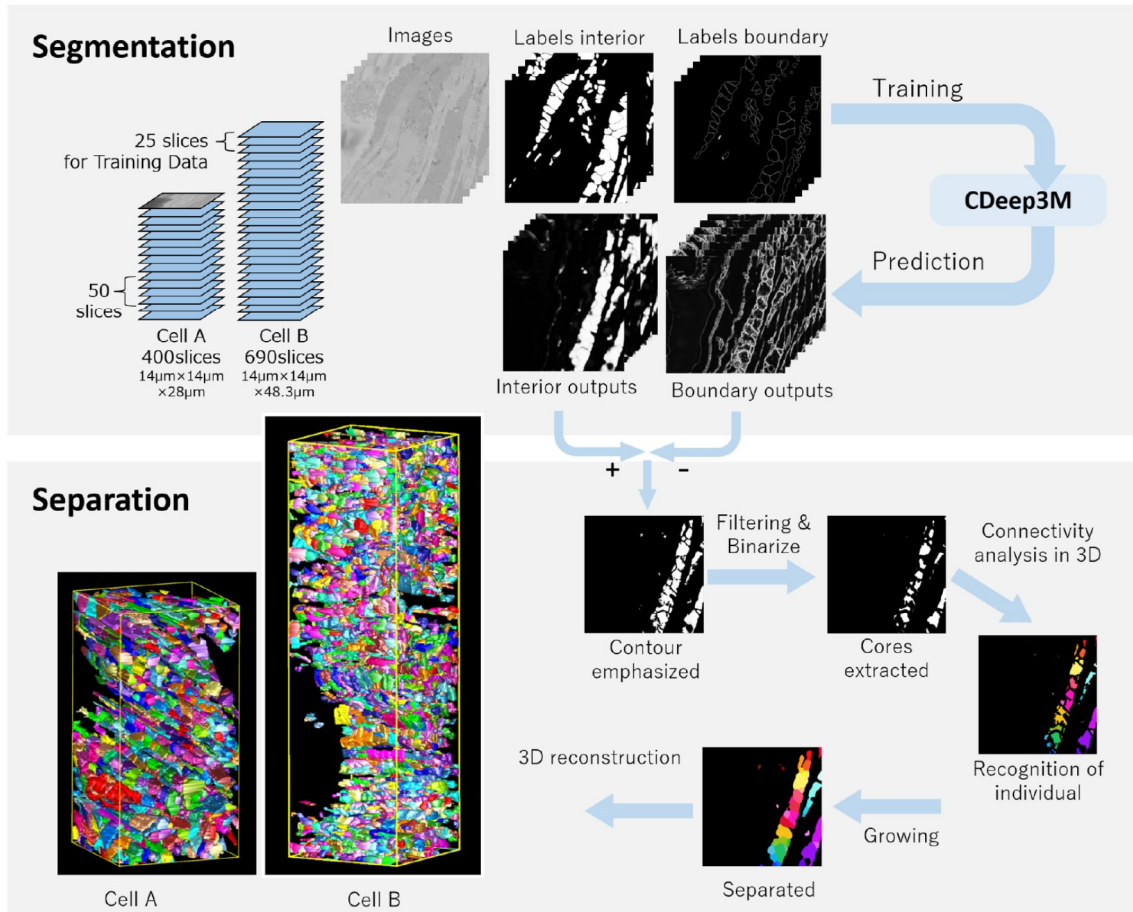 Segmentation
Images
Labels interior
Labels boundary
25 slices
for Training Data
50
slices
Cell A
400slices
14μm×14μm
×28μm
Cell B
690slices
14μm×14μm
×48.3μm
Training
CDeep3M
Prediction
Interior outputs
Boundary outputs
+
-
Separation
Contour
emphasized
Filtering &
Binarize
Cores
extracted
Connectivity
analysis in 3D
Recognition of
individual
Growing
Separated
3D reconstruction
Cell A
Cell B